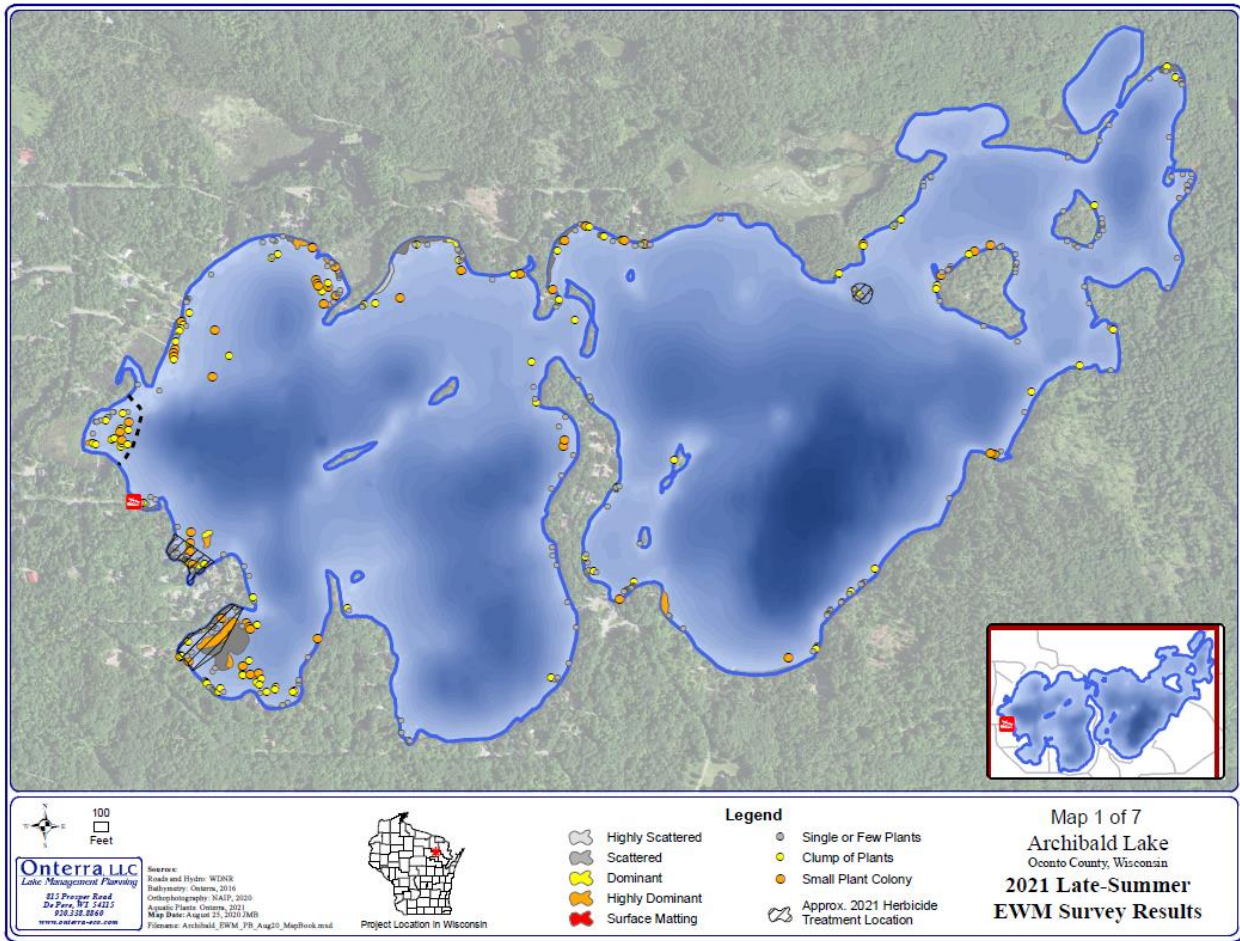 N
W
E
S
100
Feet
Onterra LLC
Lake Management Planning
815 Prosper Road
De Pere, WI 54115
920.338.8860
www.onterra-eco.com
Sources:
Roads and Hydro: WDNR
Bathymetry: Onterra, 2016
Orthophotography: NAIP, 2020
Aquatic Plants: Onterra, 2021
Map Date: August 25, 2020 JMB
Filename: Archibald_EWM_PB_Aug20_MapBook.mxd
Project Location in Wisconsin
Legend
Highly Scattered
Scattered
Dominant
Highly Dominant
Surface Matting
Single or Few Plants
Clump of Plants
Small Plant Colony
Approx. 2021 Herbicide
Treatment Location
Map 1 of 7
Archibald Lake
Oconto County, Wisconsin
2021 Late-Summer
EWM Survey Results